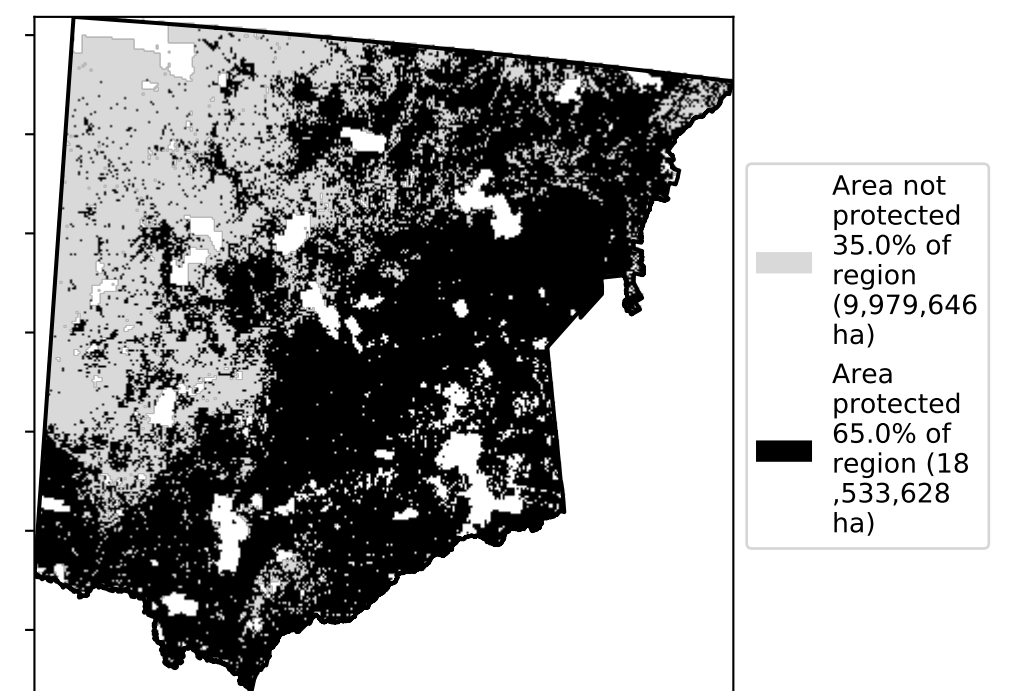 Area not
protected
35.0% of
region
(9,979,646
ha)
Area
protected
65.0% of
region (18
,533,628
ha)